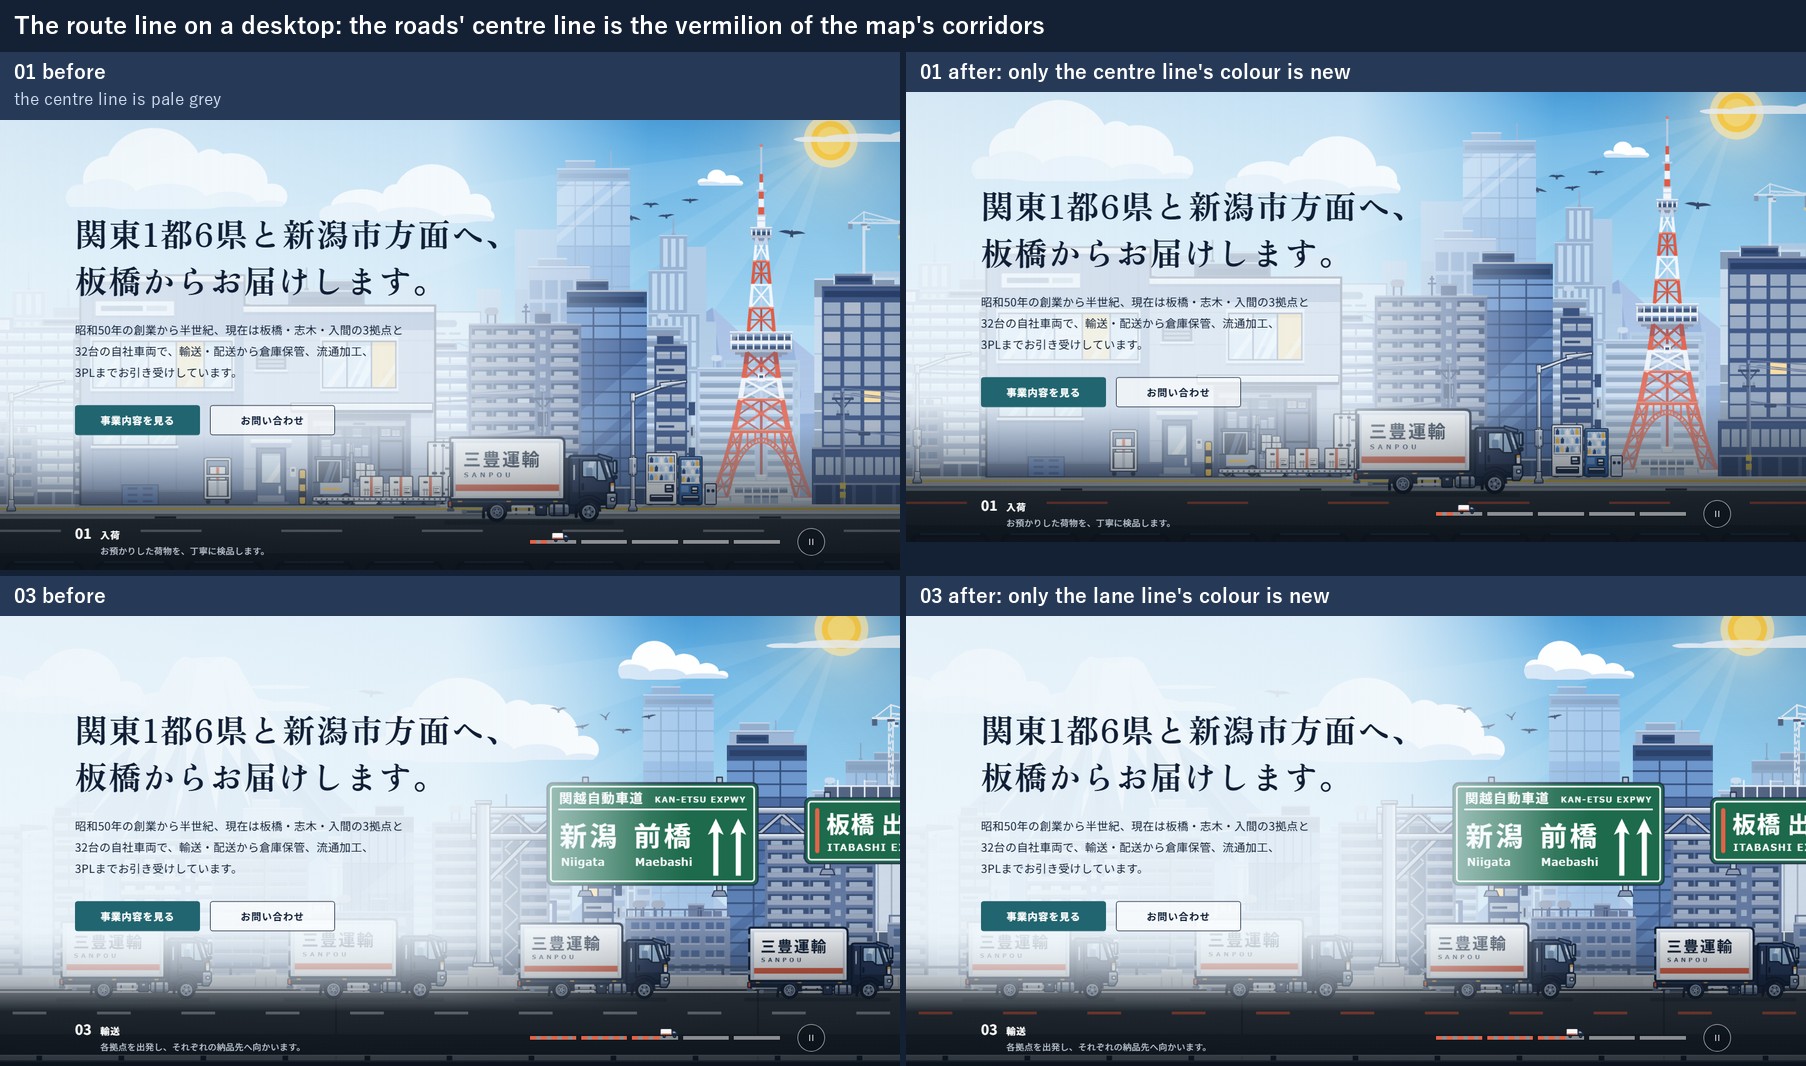 The route line on a desktop: the roads' centre line is the vermilion of the map's corridors
01 before
the centre line is pale grey
関東1都6県と新潟市方面へ、
板橋からお届けします。
昭和50年の創業から半世紀、現在は板橋・志木・入間の3拠点と
32台の自社車両で、輸送・配送から倉庫保管、流通加工、
3PLまでお引き受けしています。
事業内容を見る
お問い合わせ
三豊運輸
SANPOU
01 入荷
お預かりした荷物を、丁寧に検品します。
01 after: only the centre line's colour is new
関東1都6県と新潟市方面へ、
板橋からお届けします。
昭和50年の創業から半世紀、現在は板橋・志木・入間の3拠点と
32台の自社車両で、輸送・配送から倉庫保管、流通加工、
3PLまでお引き受けしています。
事業内容を見る
お問い合わせ
三豊運輸
SANPOU
01 入荷
お預かりした荷物を、丁寧に検品します。
03 before
関東1都6県と新潟市方面へ、
板橋からお届けします。
昭和50年の創業から半世紀、現在は板橋・志木・入間の3拠点と
32台の自社車両で、輸送・配送から倉庫保管、流通加工、
3PLまでお引き受けしています。
事業内容を見る
お問い合わせ
関越自動車道 KAN-ETSU EXPWY
新潟 前橋
Niigata Maebashi
板橋 出
ITABASHI E
三豊運輸
SANPOU
三豊運輸
SANPOU
三豊運輸
SANPOU
三豊運輸
SANPOU
03 輸送
各拠点を出発し、それぞれの納品先へ向かいます。
03 after: only the lane line's colour is new
関東1都6県と新潟市方面へ、
板橋からお届けします。
昭和50年の創業から半世紀、現在は板橋・志木・入間の3拠点と
32台の自社車両で、輸送・配送から倉庫保管、流通加工、
3PLまでお引き受けしています。
事業内容を見る
お問い合わせ
関越自動車道 KAN-ETSU EXPWY
新潟 前橋
Niigata Maebashi
板橋 出
ITABASHI E
三豊運輸
SANPOU
三豊運輸
SANPOU
三豊運輸
SANPOU
三豊運輸
SANPOU
03 輸送
各拠点を出発し、それぞれの納品先へ向かいます。